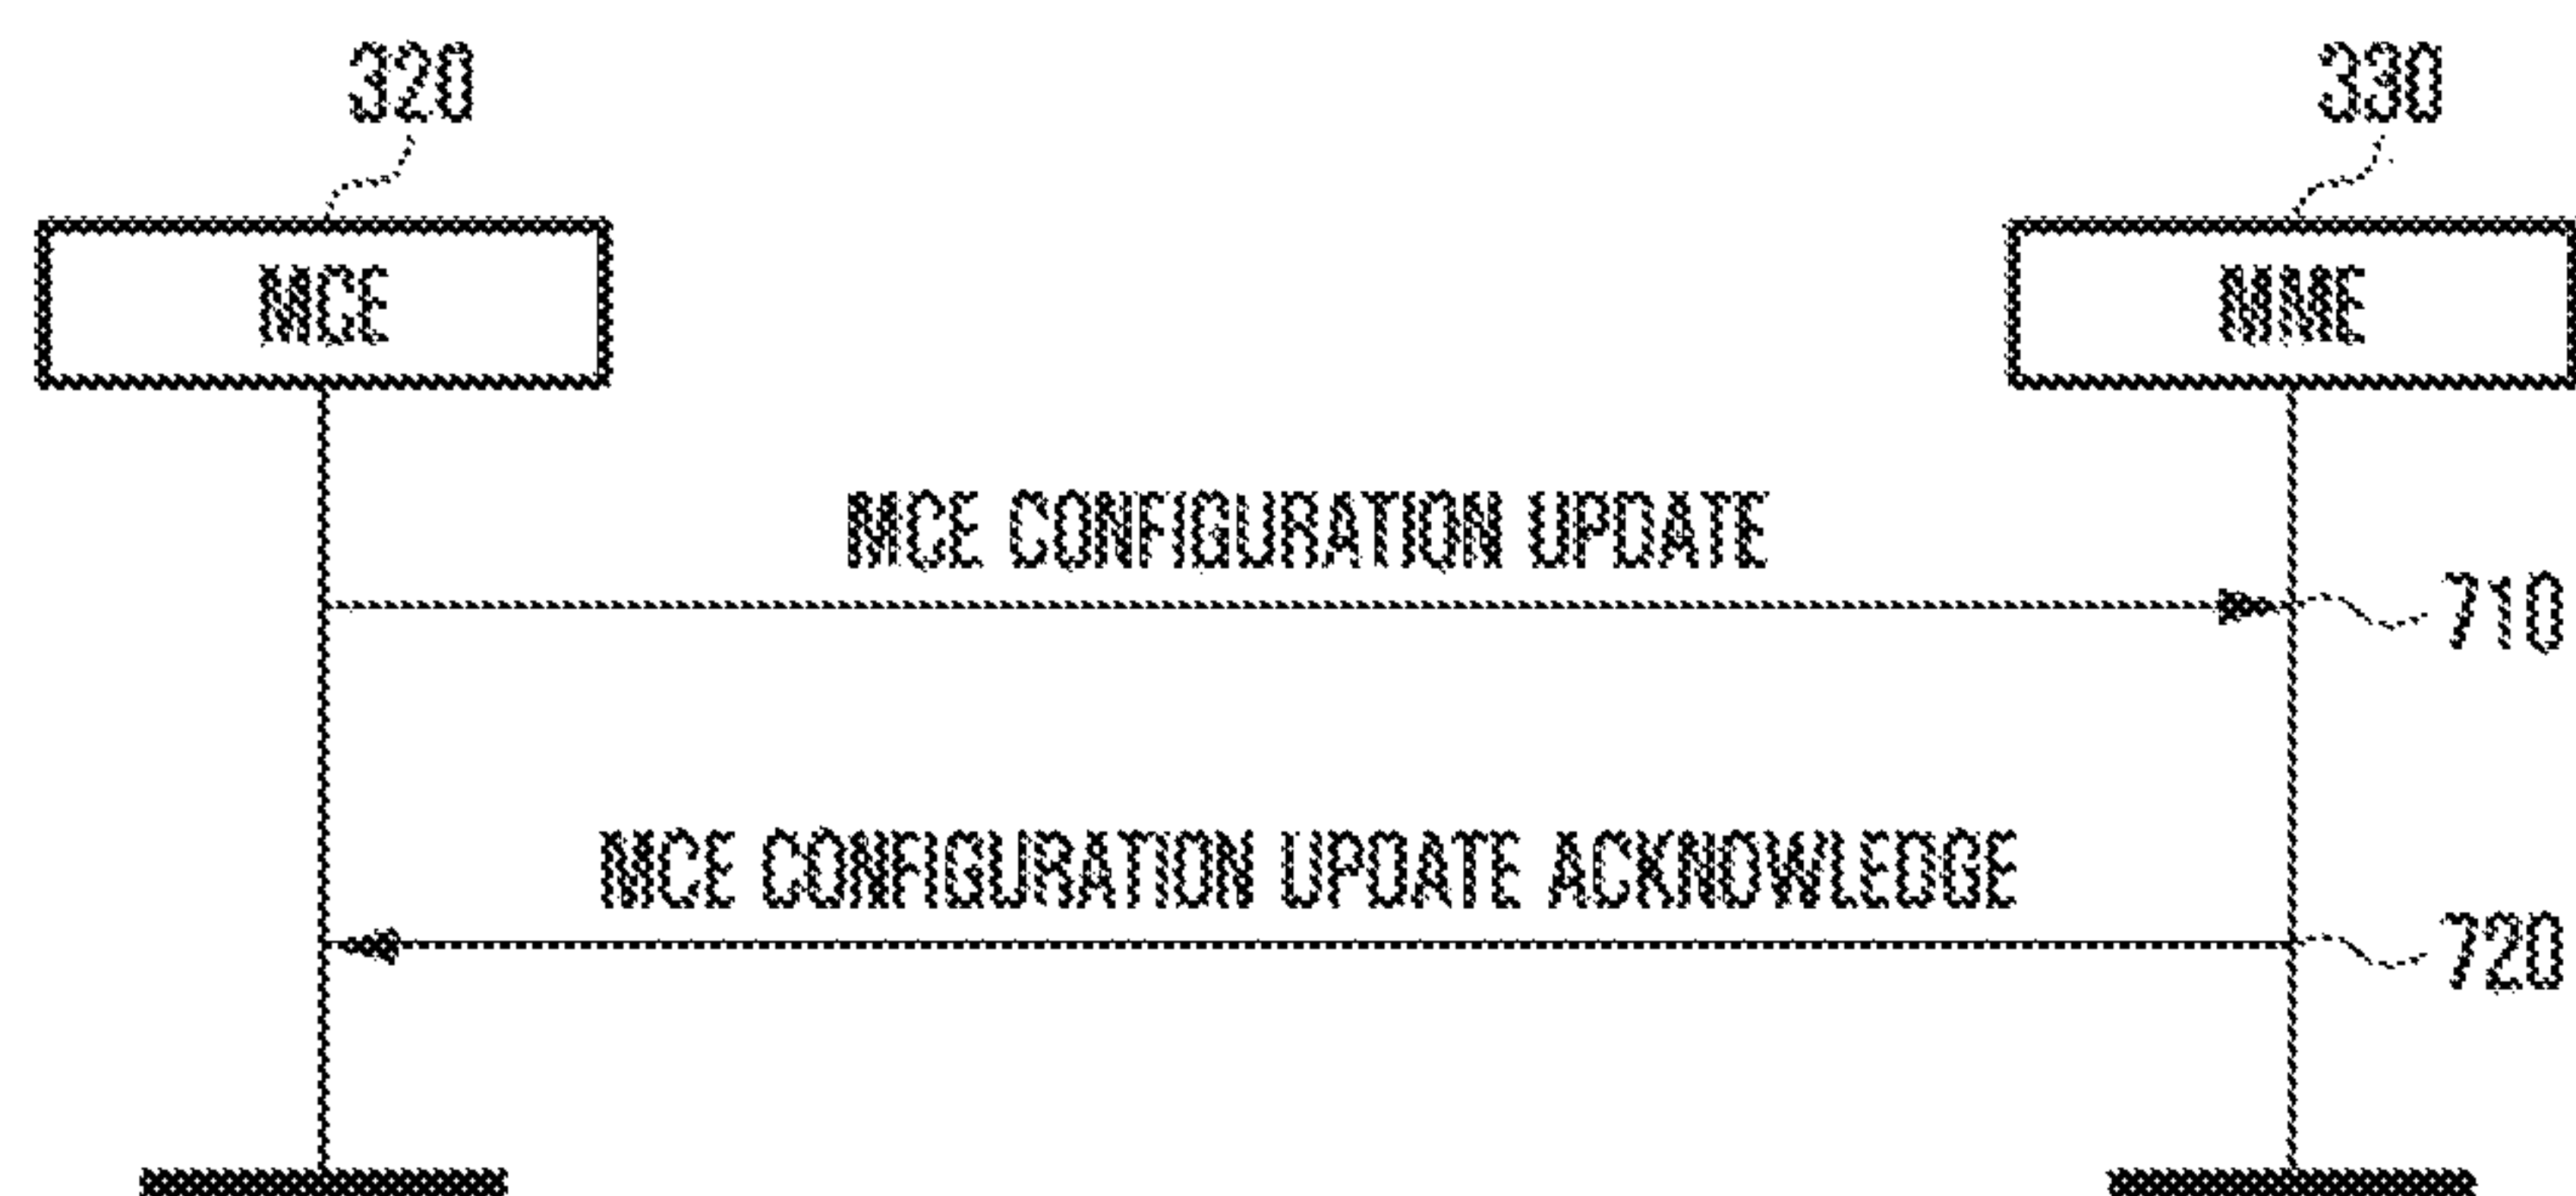 320
330
MCE
MME
MCE CONFIGURATION UPDATE
710
MCE CONFIGURATION UPDATE ACKNOWLEDGE
720